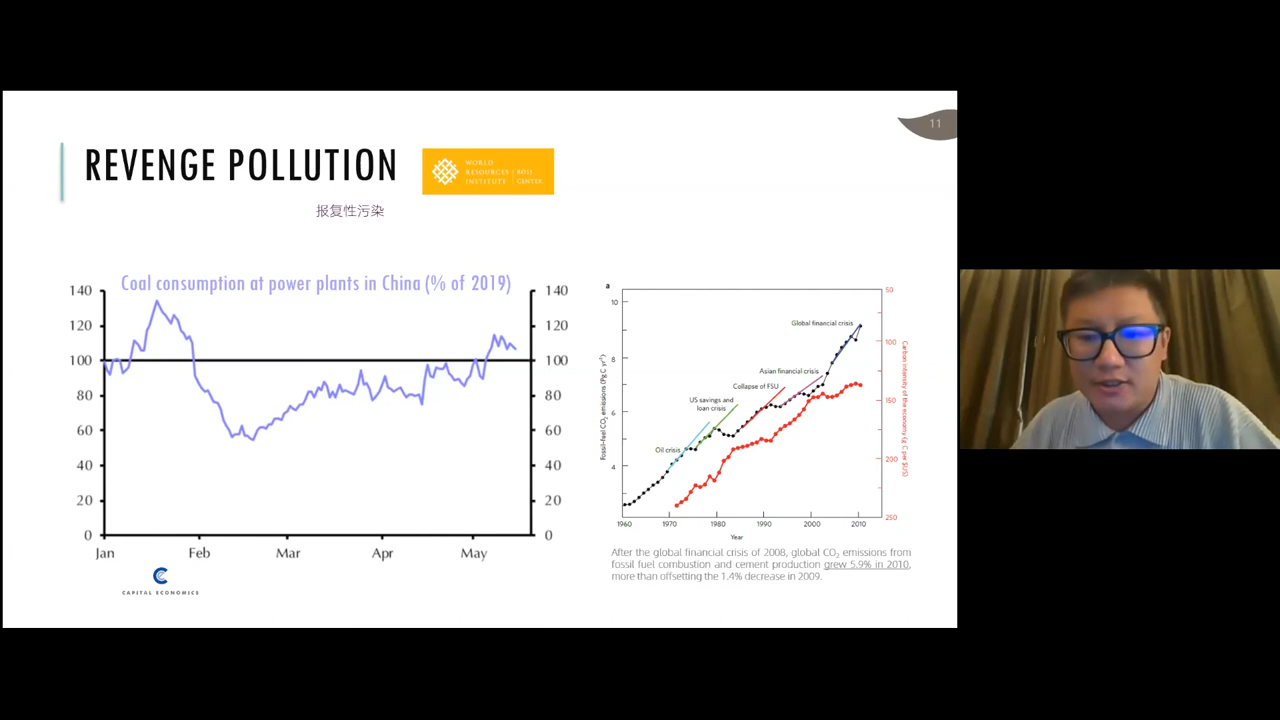 11
REVENGE POLLUTION
WORLD
RESOURCES
INSTITUTE
ROSS
CENTER
报复性污染
Coal consumption at power plants in China (% of 2019)
140
120
100
80
60
40
20
0
140
120
100
80
60
40
20
0
Jan Feb Mar Apr May
CAPITAL ECONOMICS
a
Fossil-fuel CO₂ emissions (Pg C yr⁻¹)
10
8
6
4
Oil crisis
US savings and
loan crisis
Collapse of FSU
Asian financial crisis
Global financial crisis
50
100
150
200
250
Carbon intensity of the economy (g C per $US)
1960 1970 1980 1990 2000 2010
Year
After the global financial crisis of 2008, global CO₂ emissions from
fossil fuel combustion and cement production grew 5.9% in 2010,
more than offsetting the 1.4% decrease in 2009.